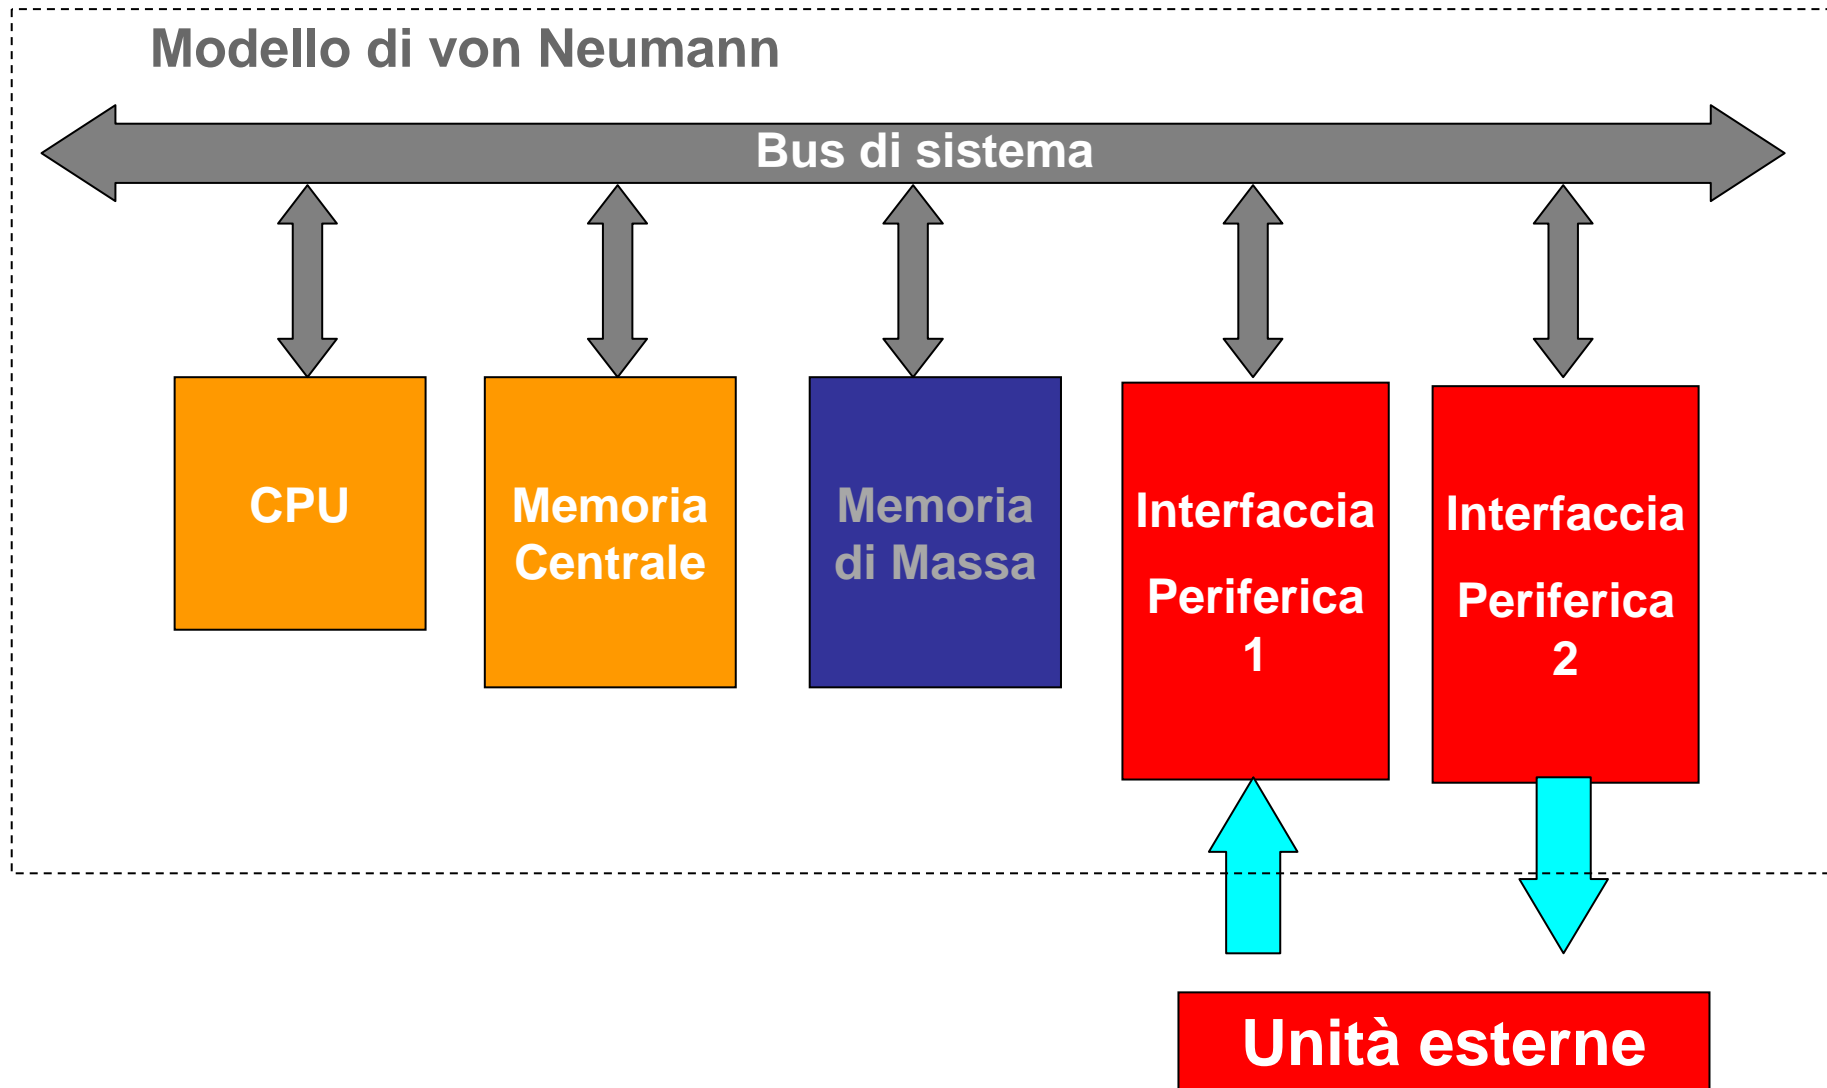 Modello di von Neumann
Bus di sistema
CPU
Memoria
Centrale
Memoria
di Massa
Interfaccia
Periferica
1
Interfaccia
Periferica
2
Unità esterne